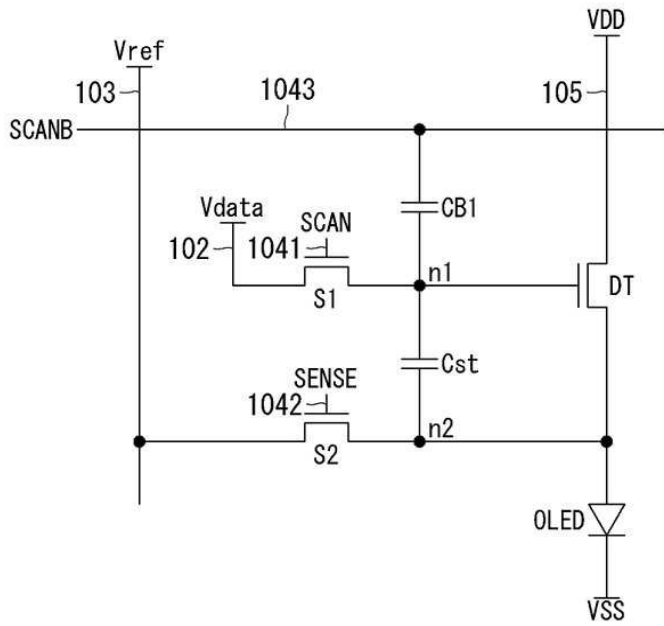 VDD
Vref
103
1043
105
SCANB
CB1
Vdata
SCAN
102
1041
n1
S1
DT
Cst
SENSE
1042
n2
S2
OLED
VSS